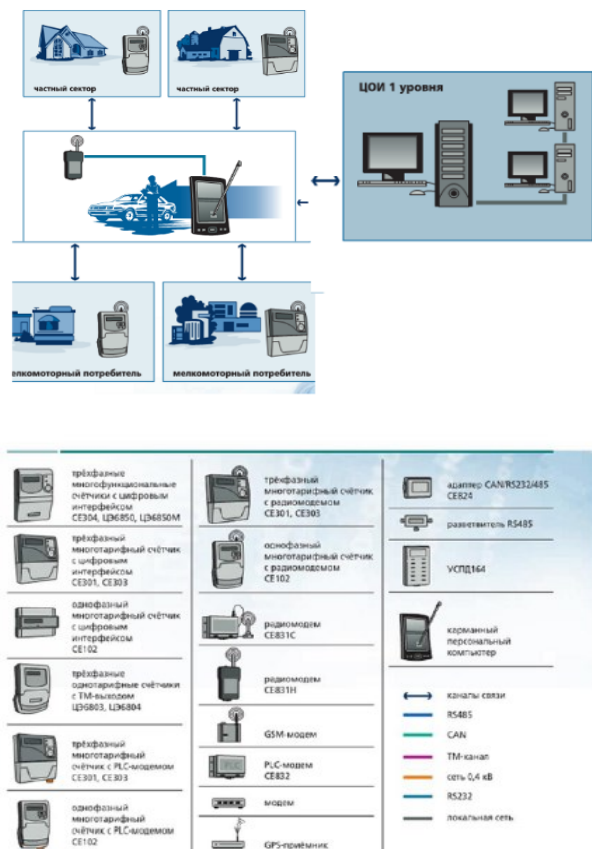 частный сектор
частный сектор
ЦОИ 1 уровня
елкомоторный потребитель
мелкомоторный потребитель
трёхфазные
многофункциональные
счётчики с цифровым
интерфейсом
СЕ304, ЦЭ6850, ЦЭ6850М
трёхфазный
многотарифный счётчик
с цифровым
интерфейсом
СЕ301, СЕ303
однофазный
многотарифный счётчик
с цифровым
интерфейсом
СЕ102
трёхфазные
однотарифные счётчики
с ТМ-выходом
ЦЭ6803, ЦЭ6804
трёхфазный
многотарифный
счётчик с PLC-модемом
СЕ301, СЕ303
однофазный
многотарифный
счётчик с PLC-модемом
СЕ102
трёхфазный
многотарифный счётчик
с радиомодемом
СЕ301, СЕ303
однофазный
многотарифный счётчик
с радиомодемом
СЕ102
радиомодем
СЕ831С
радиомодем
СЕ831Н
GSM-модем
PLC
PLC-модем
СЕ832
модем
GPS-приёмник
адаптер CAN/RS232/485
СЕ824
разветвитель RS485
УСПД164
карманный
персональный
компьютер
каналы связи
RS485
CAN
ТМ-канал
сеть 0,4 кВ
RS232
локальная сеть